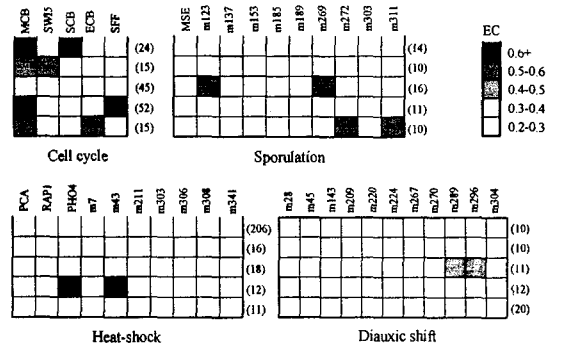 MCB SWI5 SCB ECB SFF
(24)
(15)
(45)
(52)
(15)
Cell cycle
MSE m123 m137 m153 m185 m189 m269 m272 m303 m311
(14)
(10)
(16)
(11)
(10)
Sporulation
EC
0.6+
0.5-0.6
0.4-0.5
0.3-0.4
0.2-0.3
PCA RAP1 PHO4 m7 m43 m211 m303 m306 m308 m341
(206)
(16)
(18)
(12)
(11)
Heat-shock
m28 m45 m143 m209 m220 m224 m267 m270 m289 m296 m304
(10)
(10)
(11)
(12)
(20)
Diauxic shift